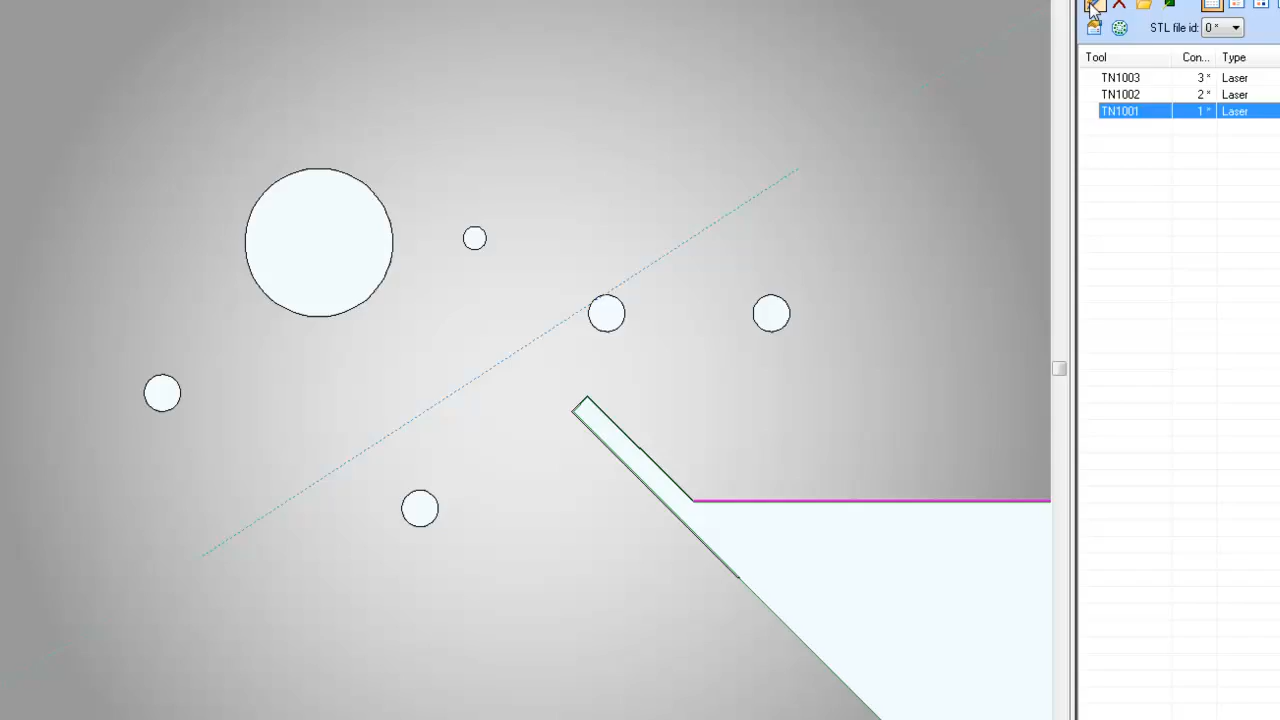 STL file id: 0 *
Tool Con... Type
TN1003 3 * Laser
TN1002 2 * Laser
TN1001 1 * Laser